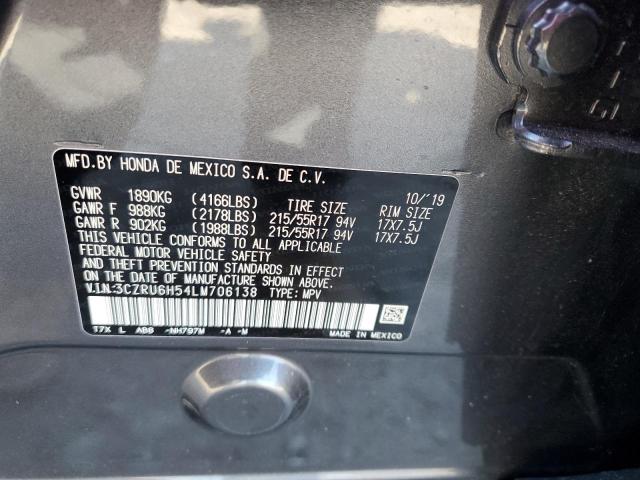 MFD.BY HONDA DE MEXICO S.A. DE C.V.
10/'19
GVWR 1890KG (4166LBS) TIRE SIZE RIM SIZE
GAWR F 988KG (2178LBS) 215/55R17 94V 17X7.5J
GAWR R 902KG (1988LBS) 215/55R17 94V 17X7.5J
THIS VEHICLE CONFORMS TO ALL APPLICABLE
FEDERAL MOTOR VEHICLE SAFETY
AND THEFT PREVENTION STANDARDS IN EFFECT
ON THE DATE OF MANUFACTURE SHOWN ABOVE.
V.I.N:3CZRU6H54LM706138 TYPE: MPV
T7X L ABB -NH797M -A -M MADE IN MEXICO